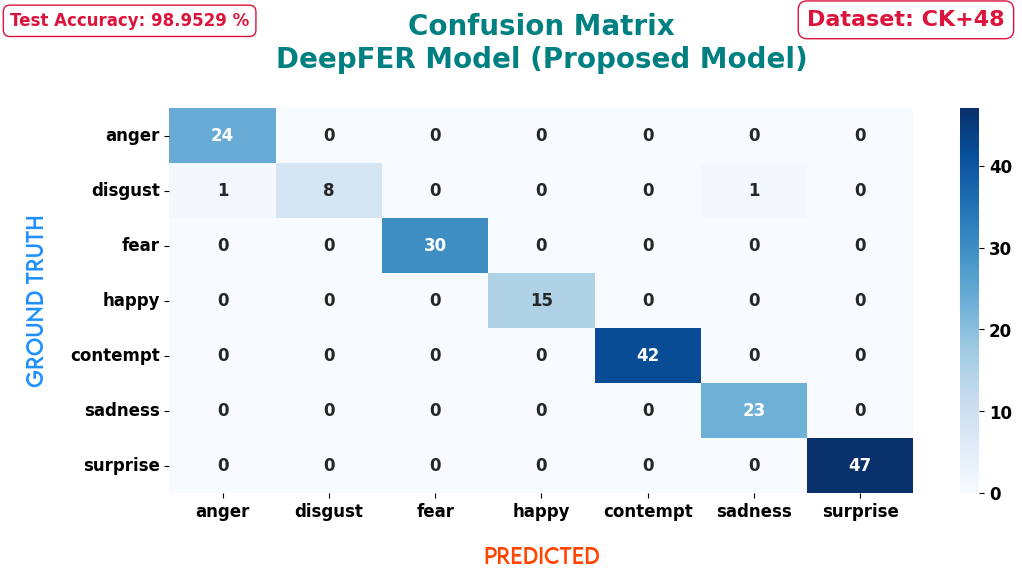 Test Accuracy: 98.9529 %
Confusion Matrix
DeepFER Model (Proposed Model)
Dataset: CK+48
GROUND TRUTH
anger 24 0 0 0 0 0 0
disgust 1 8 0 0 0 1 0
fear 0 0 30 0 0 0 0
happy 0 0 0 15 0 0 0
contempt 0 0 0 0 42 0 0
sadness 0 0 0 0 0 23 0
surprise 0 0 0 0 0 0 47
anger disgust fear happy contempt sadness surprise
PREDICTED
40
30
20
10
0